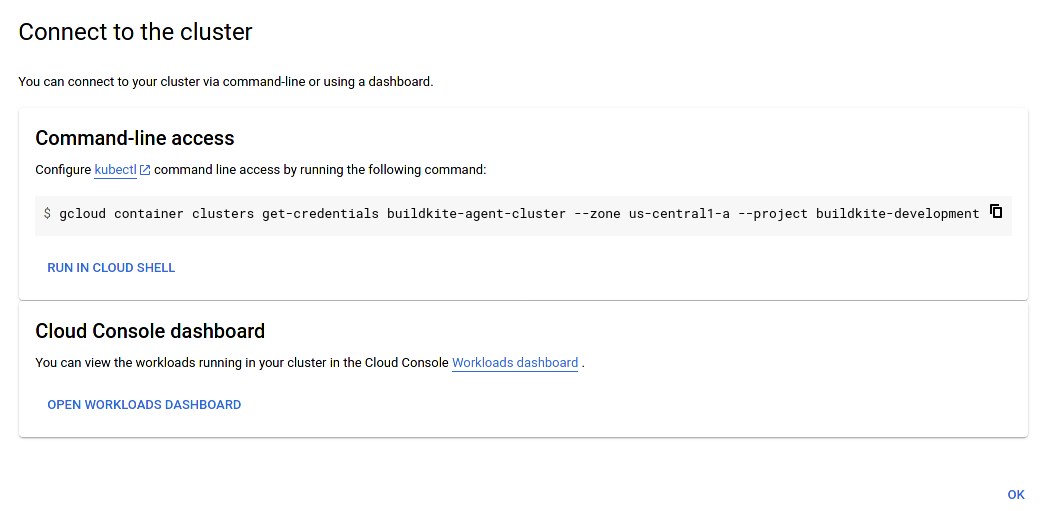 Connect to the cluster
You can connect to your cluster via command-line or using a dashboard.
Command-line access
Configure kubectl command line access by running the following command:
$ gcloud container clusters get-credentials buildkite-agent-cluster --zone us-central1-a --project buildkite-development
RUN IN CLOUD SHELL
Cloud Console dashboard
You can view the workloads running in your cluster in the Cloud Console Workloads dashboard .
OPEN WORKLOADS DASHBOARD
OK